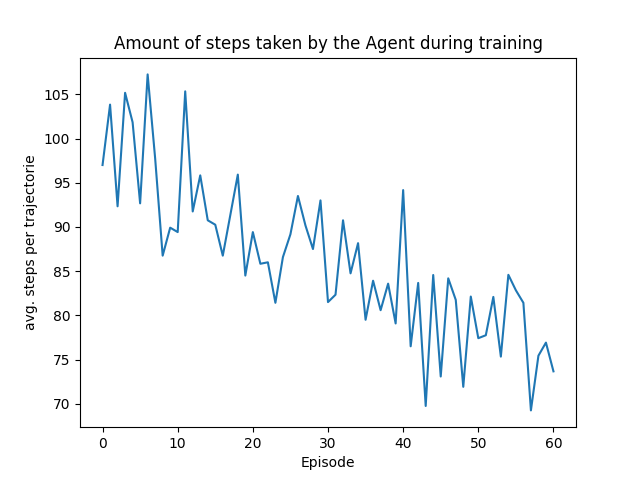 Amount of steps taken by the Agent during training
avg. steps per trajectorie
105
100
95
90
85
80
75
70
0 10 20 30 40 50 60
Episode